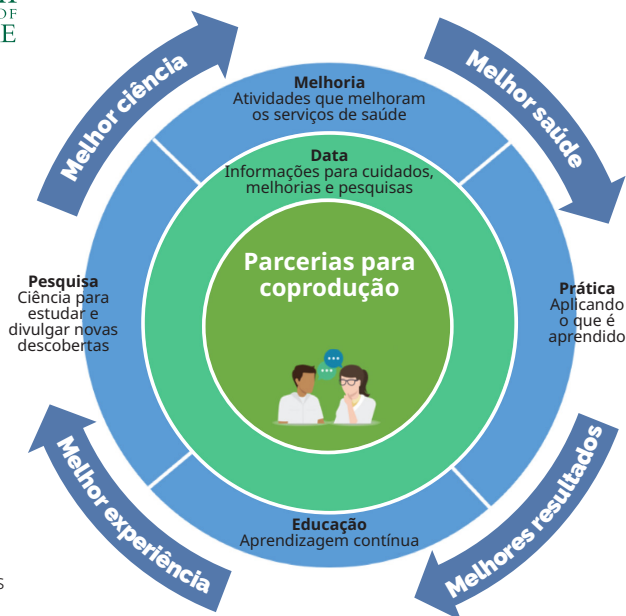 OF
E
Melhor ciência
Melhor saúde
Melhoria
Atividades que melhoram
os serviços de saúde
Data
Informações para cuidados,
melhorias e pesquisas
Parcerias para
coprodução
Pesquisa
Ciência para
estudar e
divulgar novas
descobertas
Prática
Aplicando
o que é
aprendido
Educação
Aprendizagem contínua
Melhor experiência
Melhores resultados
s